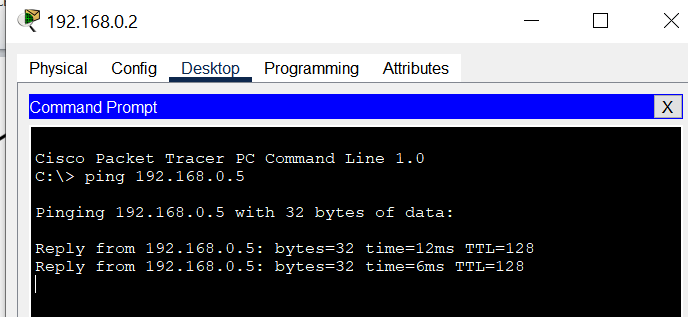 192.168.0.2
Physical Config Desktop Programming Attributes
Command Prompt X
Cisco Packet Tracer PC Command Line 1.0
C:\> ping 192.168.0.5
Pinging 192.168.0.5 with 32 bytes of data:
Reply from 192.168.0.5: bytes=32 time=12ms TTL=128
Reply from 192.168.0.5: bytes=32 time=6ms TTL=128